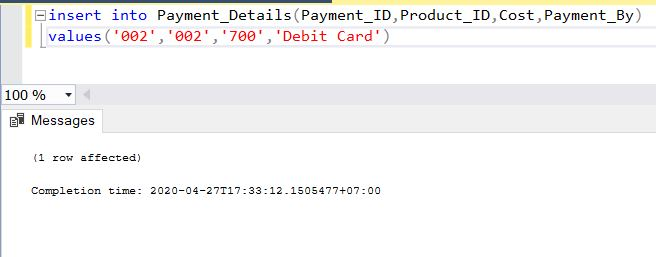 insert into Payment_Details(Payment_ID,Product_ID,Cost,Payment_By)
values('002','002','700','Debit Card')
100 %
Messages
(1 row affected)
Completion time: 2020-04-27T17:33:12.1505477+07:00